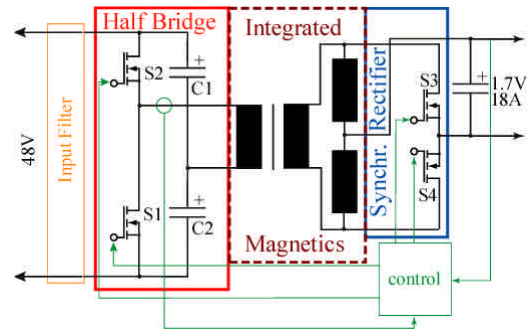 Half Bridge
Integrated
Magnetics
Synchr. Rectifier
Input Filter
48V
S2
C1
S1
C2
S3
S4
1.7V
18A
control
+
+
+